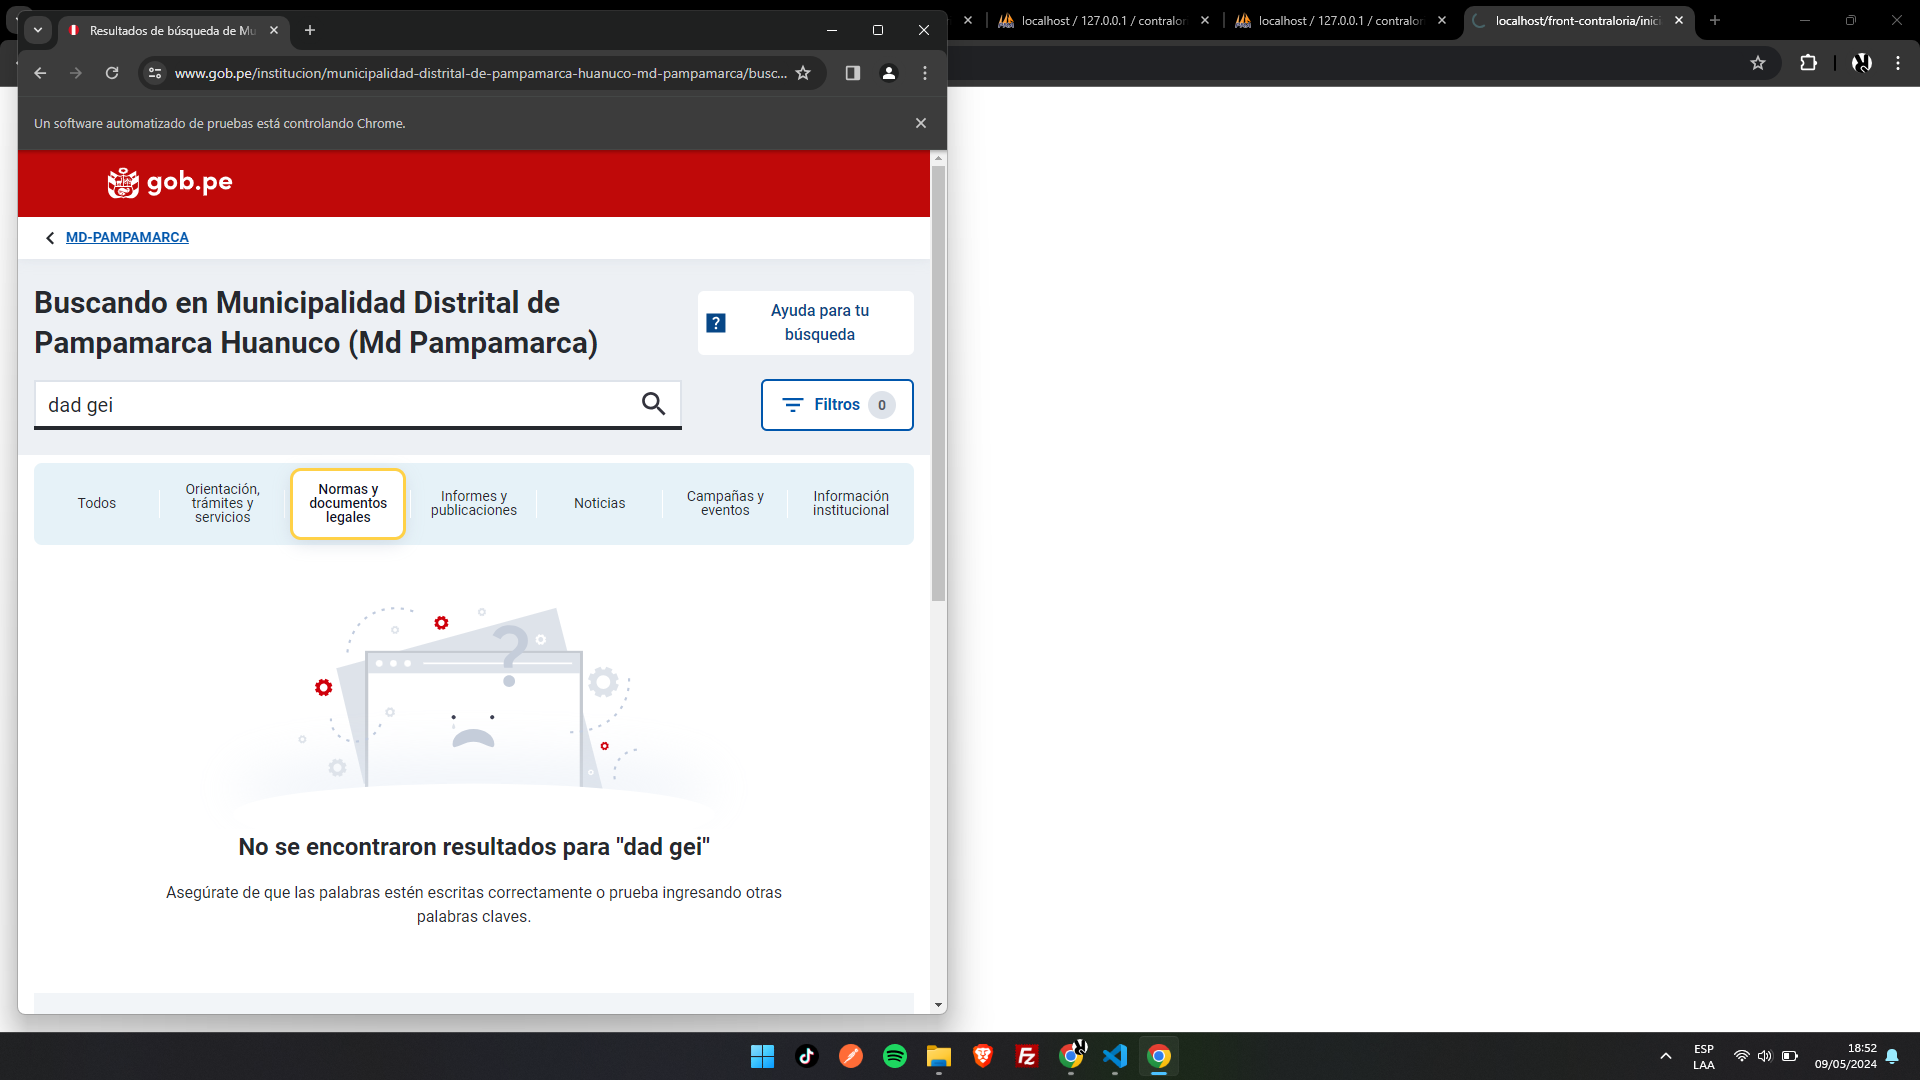 Resultados de búsqueda de Mu
localhost / 127.0.0.1 / contralor
localhost / 127.0.0.1 / contralor
localhost/front-contraloria/inici
www.gob.pe/institucion/municipalidad-distrital-de-pampamarca-huanuco-md-pampamarca/busc...
Un software automatizado de pruebas está controlando Chrome.
gob.pe
MD-PAMPAMARCA
Buscando en Municipalidad Distrital de
Pampamarca Huanuco (Md Pampamarca)
? Ayuda para tu
búsqueda
dad gei
Filtros 0
Todos
Orientación,
trámites y
servicios
Normas y
documentos
legales
Informes y
publicaciones
Noticias
Campañas y
eventos
Información
institucional
?
No se encontraron resultados para "dad gei"
Asegúrate de que las palabras estén escritas correctamente o prueba ingresando otras
palabras claves.
Fz
ESP
LAA
18:52
09/05/2024